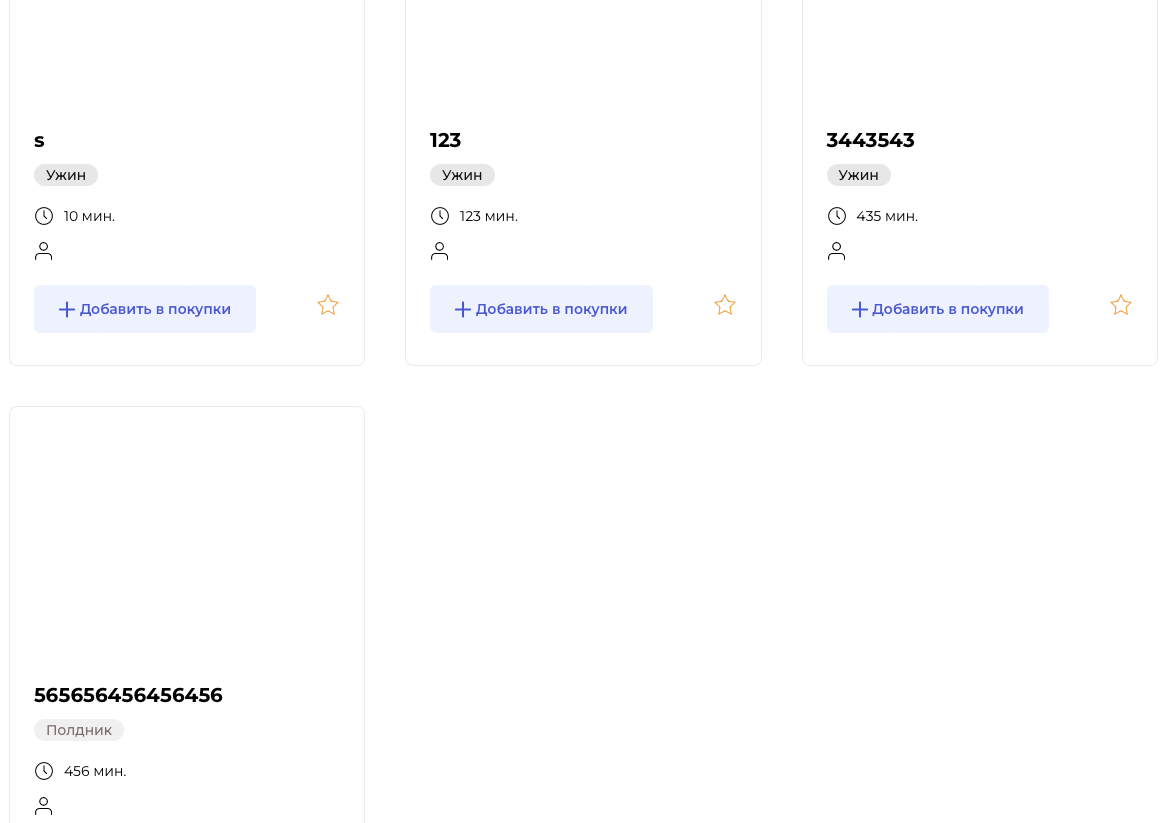 s
Ужин
10 мин.
Добавить в покупки
123
Ужин
123 мин.
Добавить в покупки
3443543
Ужин
435 мин.
Добавить в покупки
565656456456456
Полдник
456 мин.